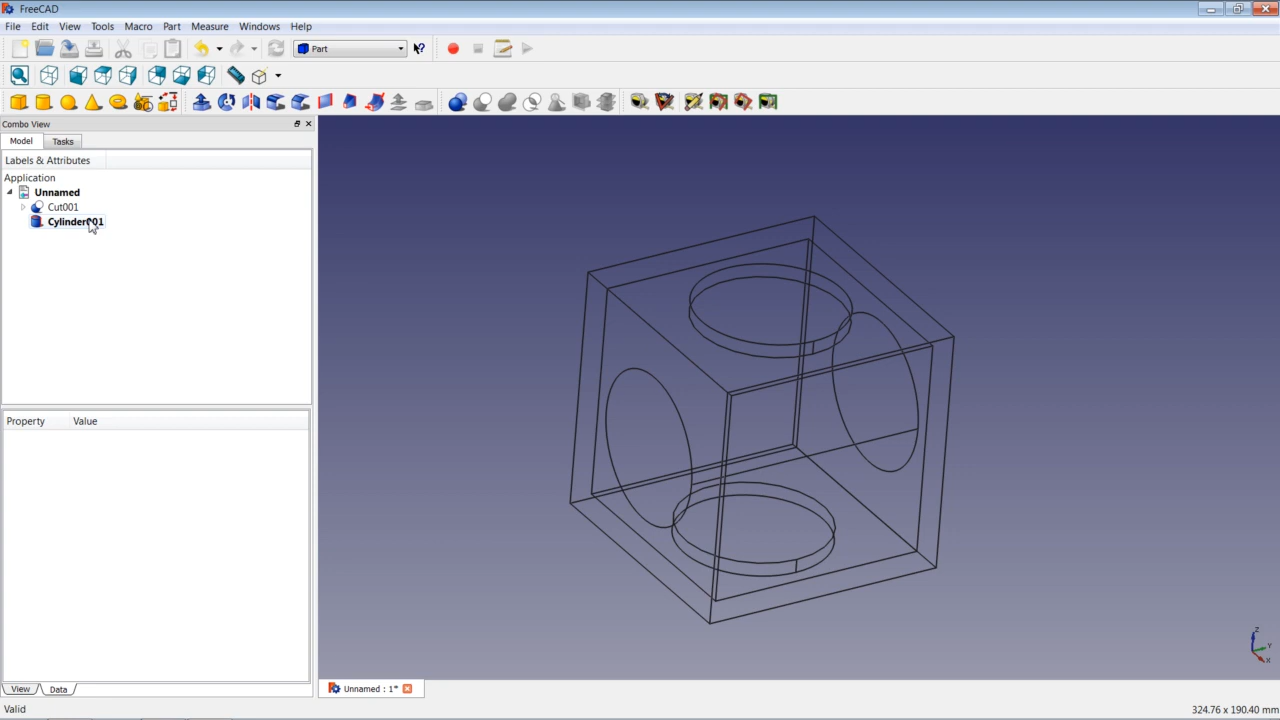 FreeCAD
File Edit View Tools Macro Part Measure Windows Help
Part
Combo View
Model Tasks
Labels & Attributes
Application
Unnamed
Cut001
Cylinder001
Property Value
View Data
Unnamed : 1*
Z
Y
X
Valid
324.76 x 190.40 mm